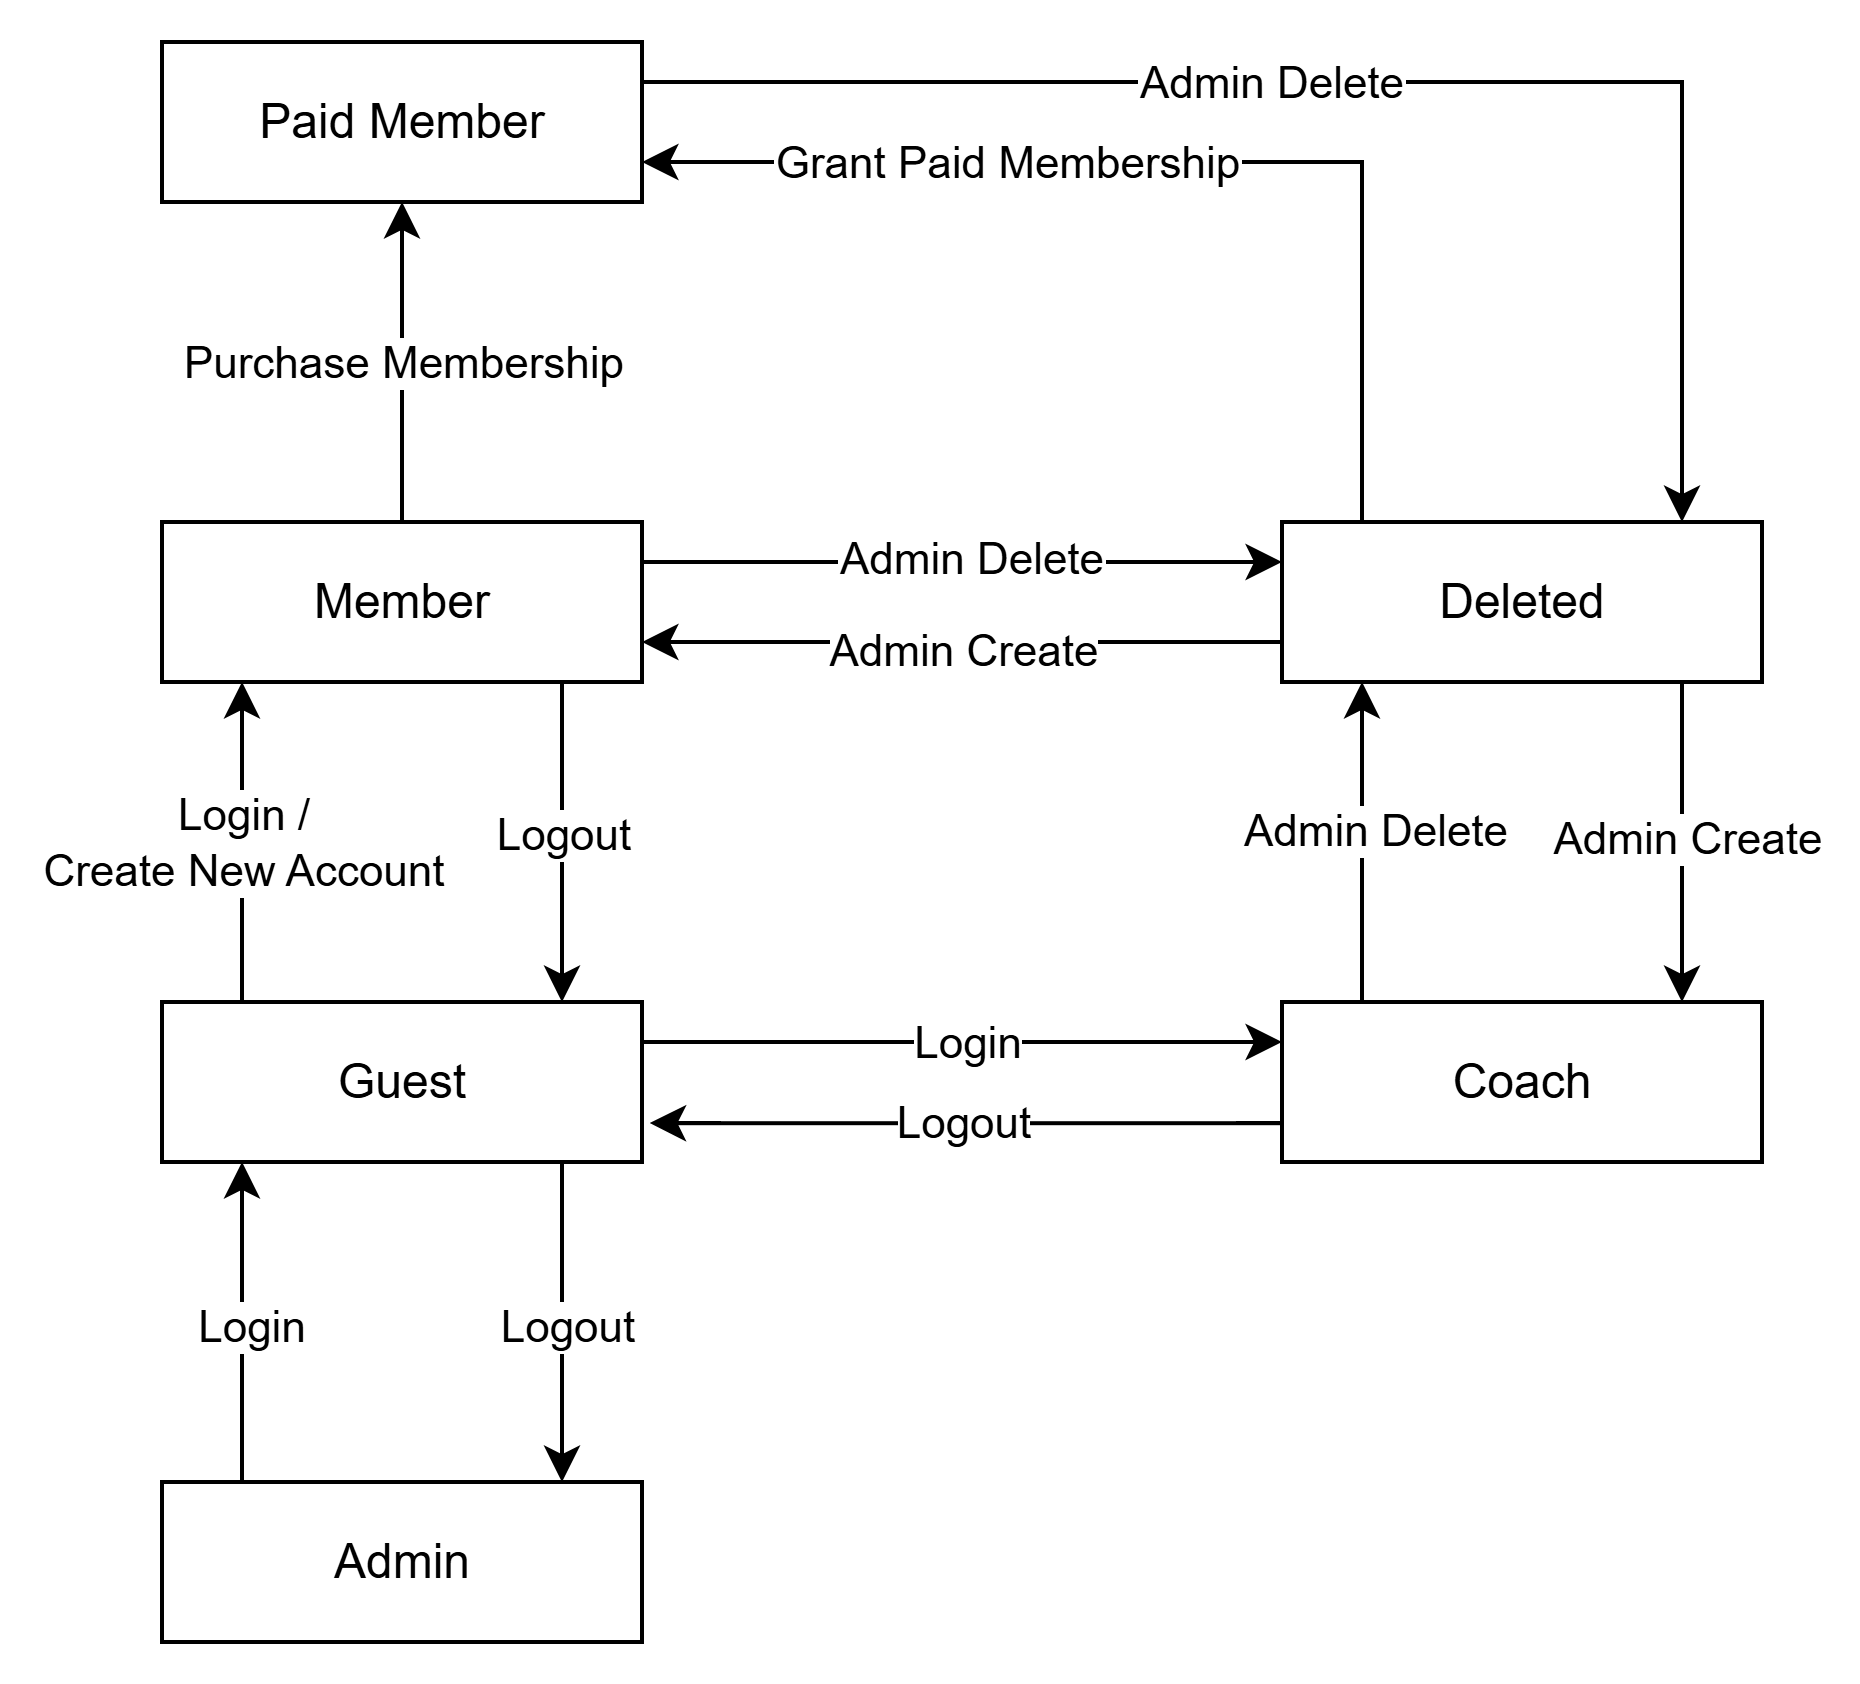 Paid Member
Admin Delete
Grant Paid Membership
Purchase Membership
Member
Admin Delete
Admin Create
Deleted
Login /
Create New Account
Logout
Admin Delete
Admin Create
Guest
Login
Logout
Coach
Login
Logout
Admin